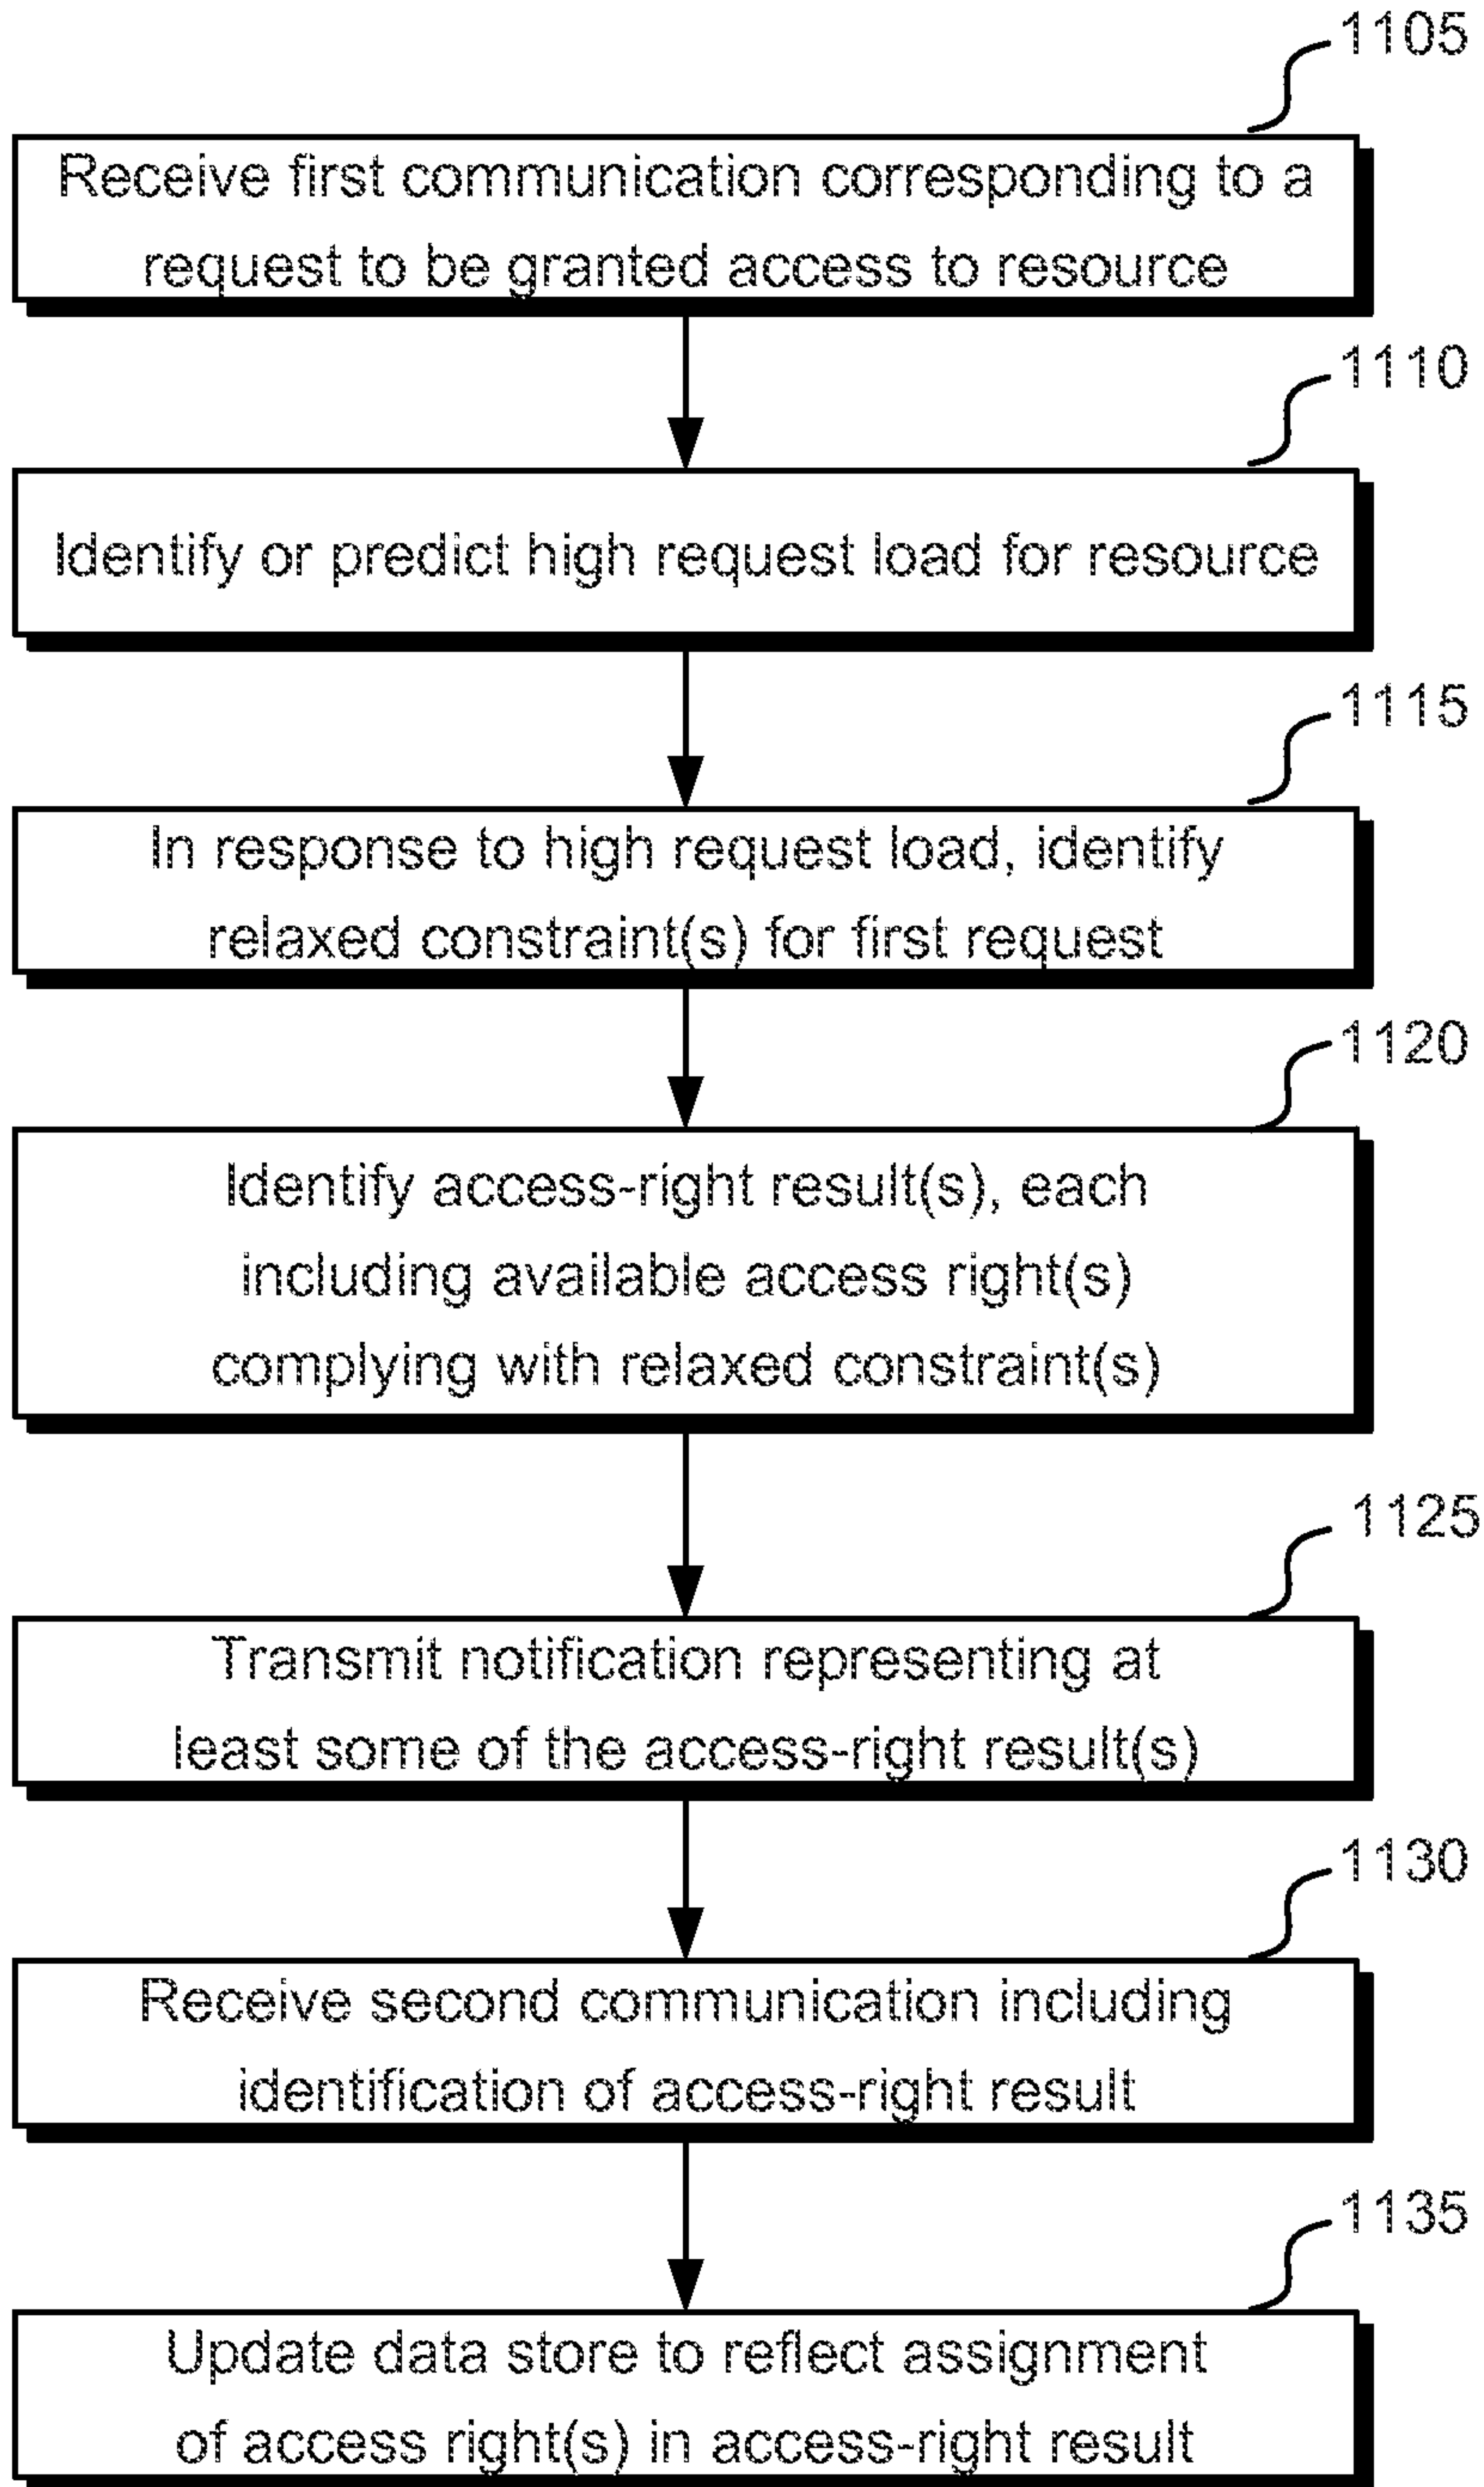 1105
Receive first communication corresponding to a
request to be granted access to resource
1110
Identify or predict high request load for resource
1115
In response to high request load, identify
relaxed constraint(s) for first request
1120
Identify access-right result(s), each
including available access right(s)
complying with relaxed constraint(s)
1125
Transmit notification representing at
least some of the access-right result(s)
1130
Receive second communication including
identification of access-right result
1135
Update data store to reflect assignment
of access right(s) in access-right result